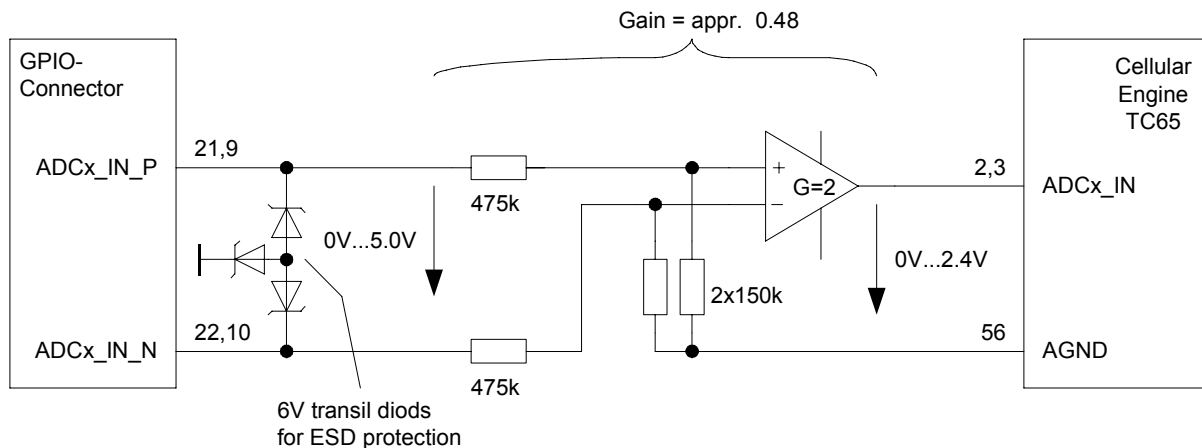 Gain = appr. 0.48
GPIO-
Connector
Cellular
Engine
TC65
ADCx_IN_P
21,9
+
G=2
2,3
ADCx_IN
475k
–
0V...5.0V
2x150k
0V...2.4V
ADCx_IN_N
22,10
56
AGND
475k
6V transil diods
for ESD protection